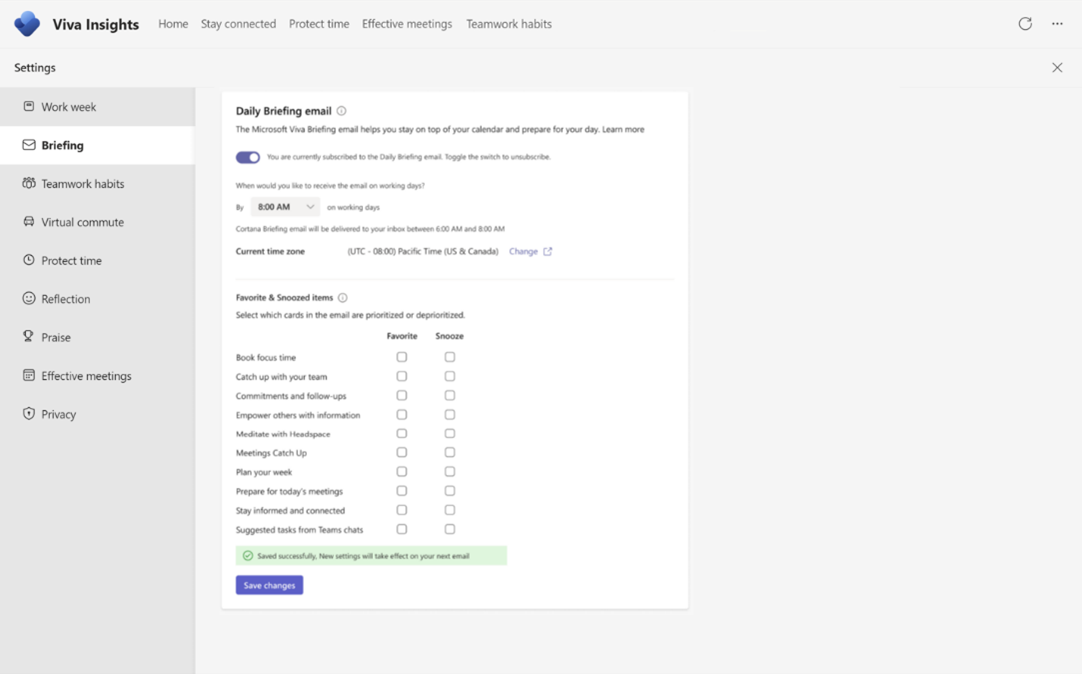 Viva Insights Home Stay connected Protect time Effective meetings Teamwork habits
Settings
Work week
Briefing
Teamwork habits
Virtual commute
Protect time
Reflection
Praise
Effective meetings
Privacy
Daily Briefing email
The Microsoft Viva Briefing email helps you stay on top of your calendar and prepare for your day. Learn more
You are currently subscribed to the Daily Briefing email. Toggle the switch to unsubscribe.
When would you like to receive the email on working days?
By 8:00 AM on working days
Cortana Briefing email will be delivered to your inbox between 6:00 AM and 8:00 AM
Current time zone (UTC - 08:00) Pacific Time (US & Canada) Change
Favorite & Snoozed items
Select which cards in the email are prioritized or deprioritized.
Favorite Snooze
Book focus time
Catch up with your team
Commitments and follow-ups
Empower others with information
Meditate with Headspace
Meetings Catch Up
Plan your week
Prepare for today's meetings
Stay informed and connected
Suggested tasks from Teams chats
Saved successfully, New settings will take effect on your next email
Save changes